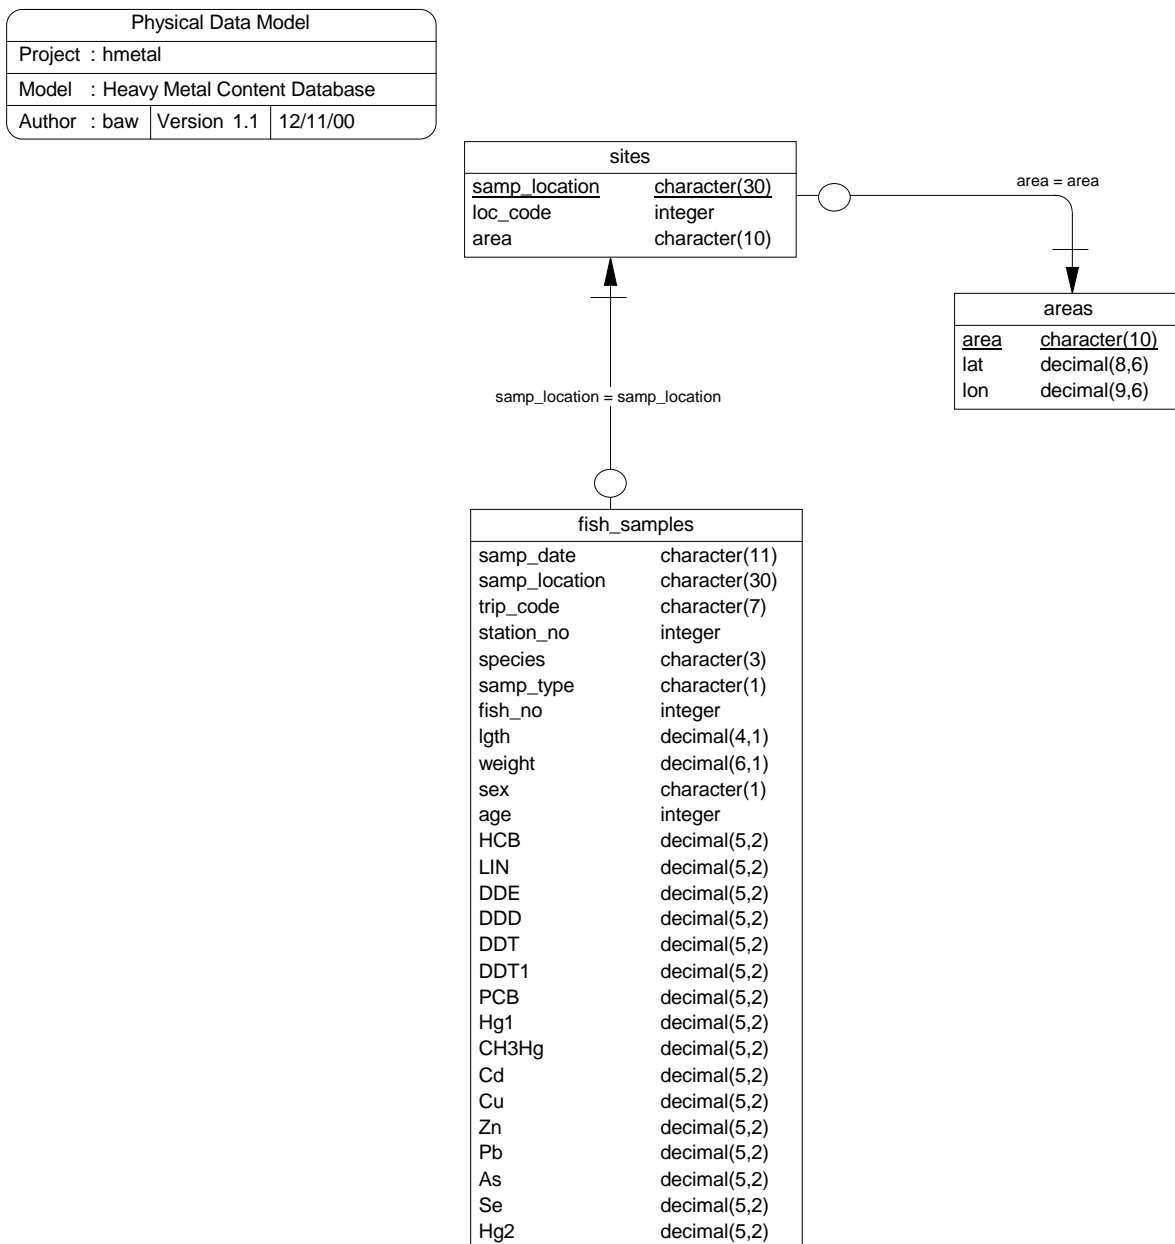 Physical Data Model
Project : hmetal
Model : Heavy Metal Content Database
Author : baw Version 1.1 12/11/00
sites
samp_location character(30)
loc_code integer
area character(10)
area = area
areas
area character(10)
lat decimal(8,6)
lon decimal(9,6)
samp_location = samp_location
fish_samples
samp_date character(11)
samp_location character(30)
trip_code character(7)
station_no integer
species character(3)
samp_type character(1)
fish_no integer
lgth decimal(4,1)
weight decimal(6,1)
sex character(1)
age integer
HCB decimal(5,2)
LIN decimal(5,2)
DDE decimal(5,2)
DDD decimal(5,2)
DDT decimal(5,2)
DDT1 decimal(5,2)
PCB decimal(5,2)
Hg1 decimal(5,2)
CH3Hg decimal(5,2)
Cd decimal(5,2)
Cu decimal(5,2)
Zn decimal(5,2)
Pb decimal(5,2)
As decimal(5,2)
Se decimal(5,2)
Hg2 decimal(5,2)